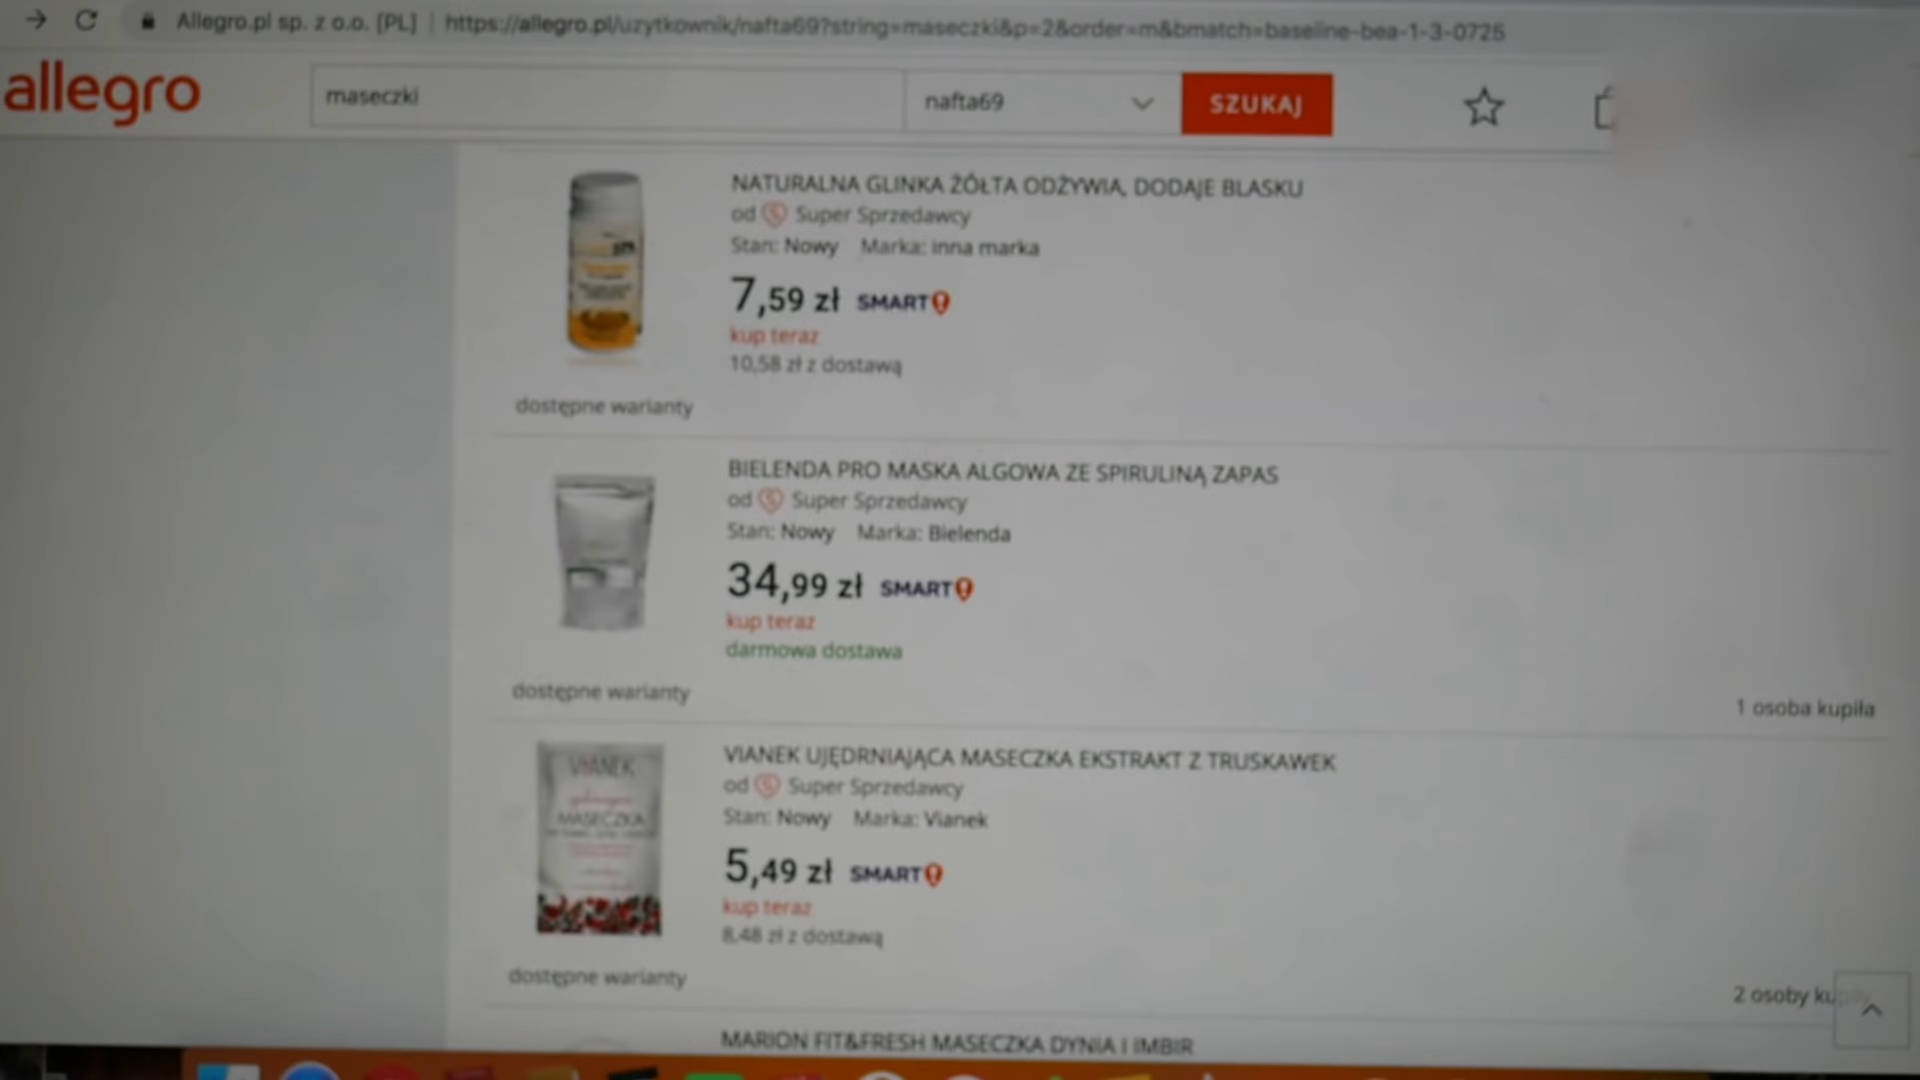 Allegro.pl sp. z o.o. [PL] | https://allegro.pl/uzytkownik/nafta69?string=maseczki&p=2&order=m&bmatch=baseline-bea-1-3-0725
allegro
maseczki
nafta69
SZUKAJ
NATURALNA GLINKA ŻÓŁTA ODŻYWIA, DODAJE BLASKU
od Super Sprzedawcy
Stan: Nowy Marka: inna marka
7,59 zł SMART!
kup teraz
10,58 zł z dostawą
dostępne warianty
BIELENDA PRO MASKA ALGOWA ZE SPIRULINĄ ZAPAS
od Super Sprzedawcy
Stan: Nowy Marka: Bielenda
34,99 zł SMART!
kup teraz
darmowa dostawa
dostępne warianty
1 osoba kupiła
VIANEK
MASECZKA
VIANEK UJĘDRNIAJĄCA MASECZKA EKSTRAKT Z TRUSKAWEK
od Super Sprzedawcy
Stan: Nowy Marka: Vianek
5,49 zł SMART!
kup teraz
8,48 zł z dostawą
dostępne warianty
2 osoby
MARION FIT&FRESH MASECZKA DYNIA I IMBIR